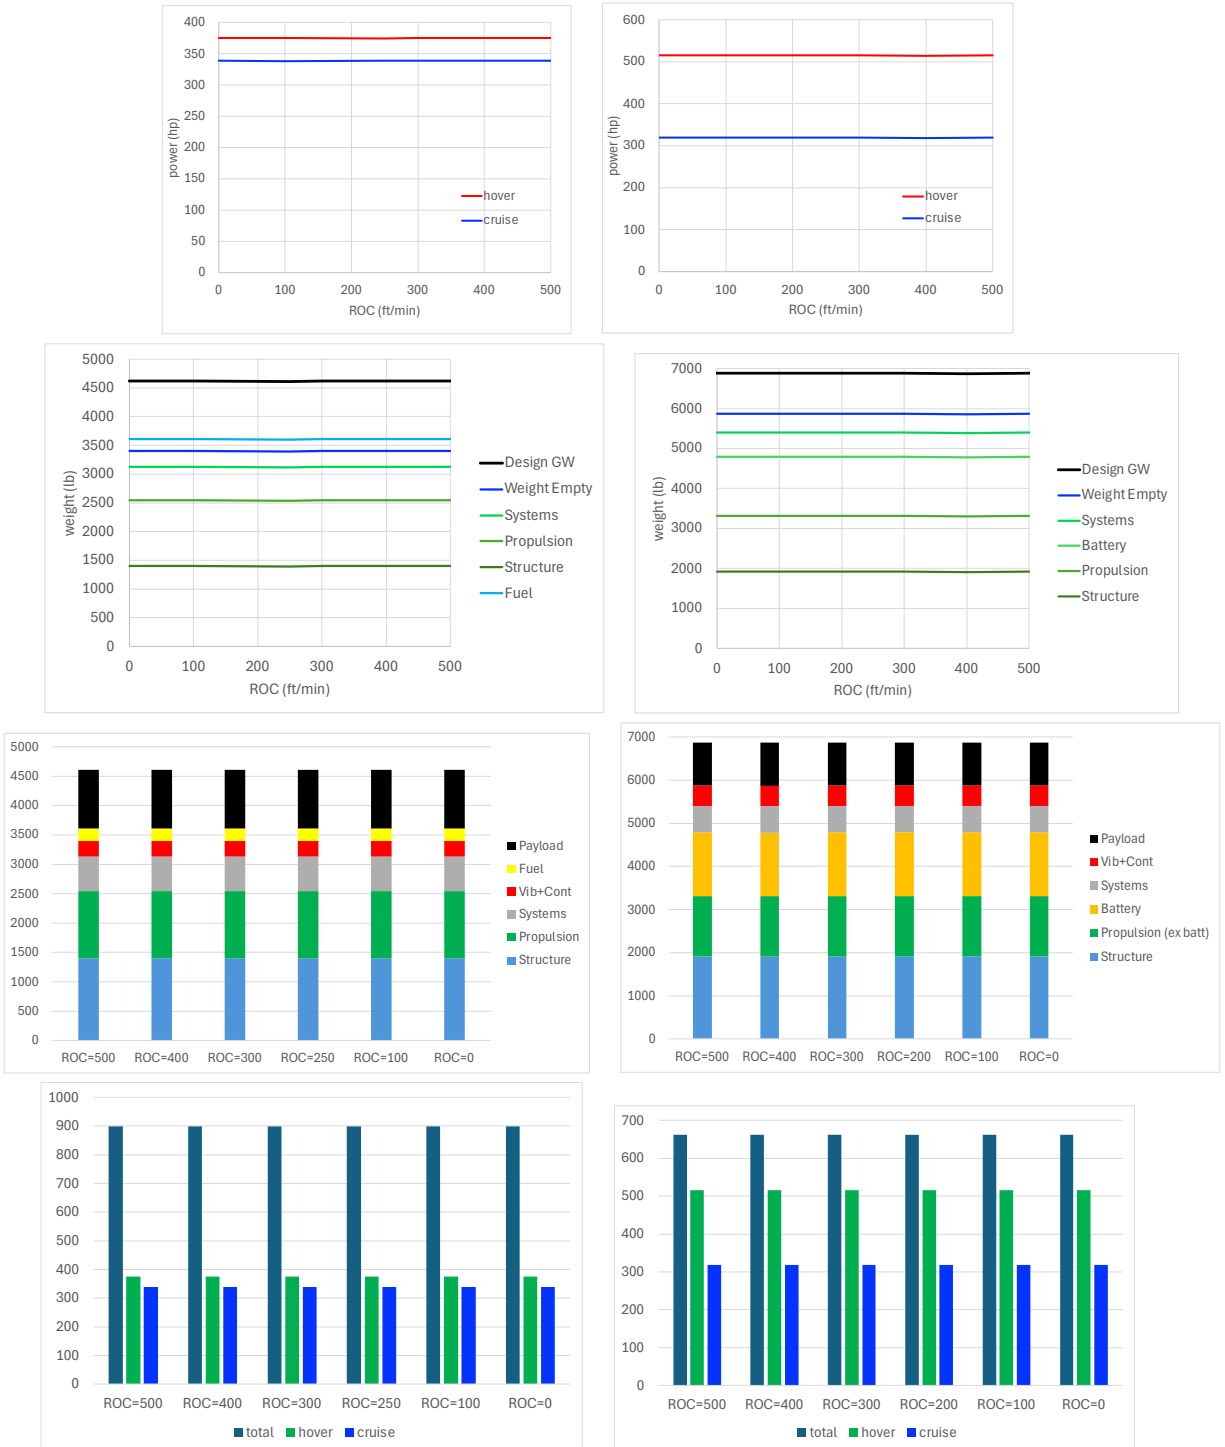 400
350
300
250
200
150
100
50
0
power (hp)
hover
cruise
0 100 200 300 400 500
ROC (ft/min)
600
500
400
300
200
100
0
power (hp)
hover
cruise
0 100 200 300 400 500
ROC (ft/min)
5000
4500
4000
3500
3000
2500
2000
1500
1000
500
0
weight (lb)
Design GW
Weight Empty
Systems
Propulsion
Structure
Fuel
0 100 200 300 400 500
ROC (ft/min)
7000
6000
5000
4000
3000
2000
1000
0
weight (lb)
Design GW
Weight Empty
Systems
Battery
Propulsion
Structure
0 100 200 300 400 500
ROC (ft/min)
5000
4500
4000
3500
3000
2500
2000
1500
1000
500
0
Payload
Fuel
Vib+Cont
Systems
Propulsion
Structure
ROC=500 ROC=400 ROC=300 ROC=250 ROC=100 ROC=0
7000
6000
5000
4000
3000
2000
1000
0
Payload
Vib+Cont
Systems
Battery
Propulsion (ex batt)
Structure
ROC=500 ROC=400 ROC=300 ROC=200 ROC=100 ROC=0
1000
900
800
700
600
500
400
300
200
100
0
ROC=500 ROC=400 ROC=300 ROC=250 ROC=100 ROC=0
total hover cruise
700
600
500
400
300
200
100
0
ROC=500 ROC=400 ROC=300 ROC=200 ROC=100 ROC=0
total hover cruise